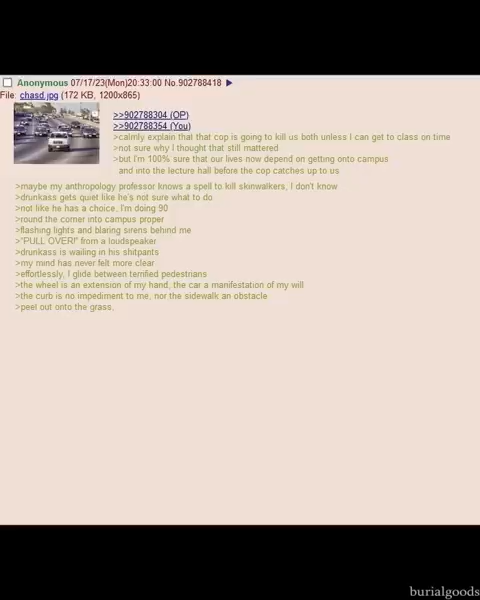 Anonymous 07/17/23(Mon)20:33:00 No.902788418
File: chasd.jpg (172 KB, 1200x865)
>>902788304 (OP)
>>902788354 (You)
>calmly explain that that cop is going to kill us both unless I can get to class on time
>not sure why I thought that still mattered
>but I'm 100% sure that our lives now depend on getting onto campus
and into the lecture hall before the cop catches up to us
>maybe my anthropology professor knows a spell to kill skinwalkers, I don't know
>drunkass gets quiet like he's not sure what to do
>not like he has a choice, I'm doing 90
>round the corner into campus proper
>flashing lights and blaring sirens behind me
>"PULL OVER!" from a loudspeaker
>drunkass is wailing in his shitpants
>my mind has never felt more clear
>effortlessly, I glide between terrified pedestrians
>the wheel is an extension of my hand, the car a manifestation of my will
>the curb is no impediment to me, nor the sidewalk an obstacle
>peel out onto the grass,
burialgoods